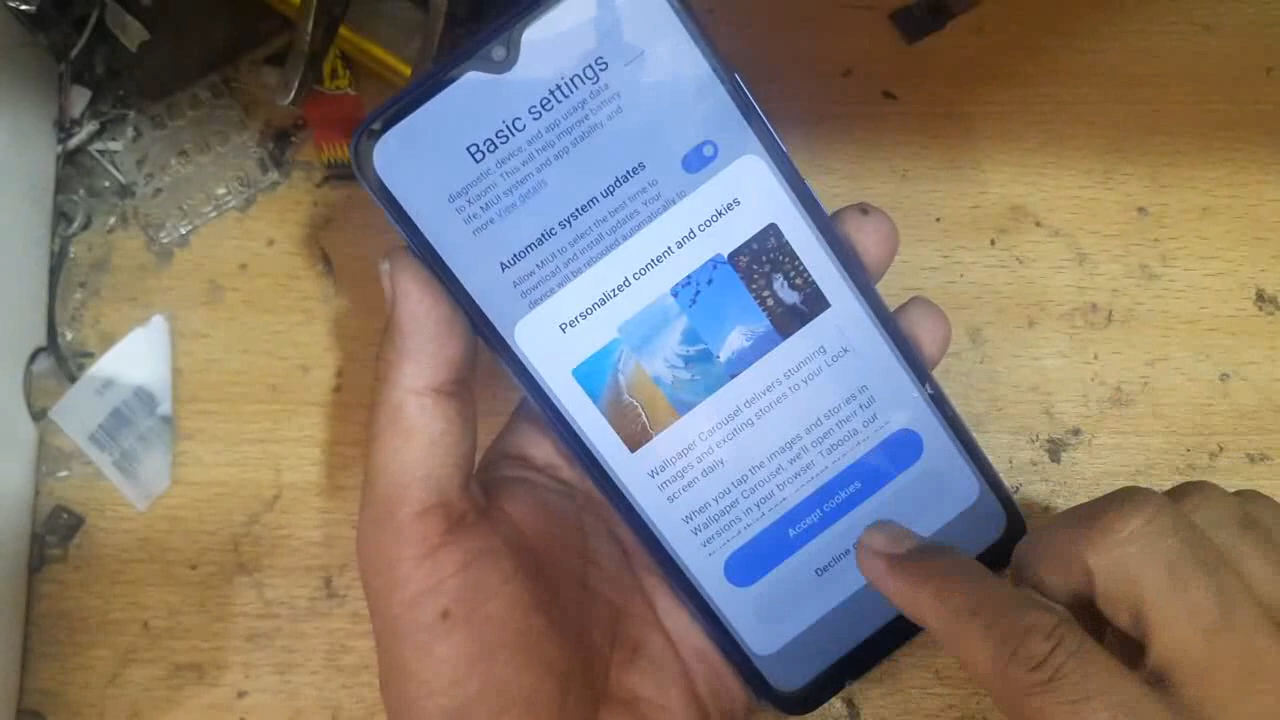 Basic settings
diagnostic, device, and app usage data
to Xiaomi. This will help improve battery
life, MIUI system and app stability, and
more View details
Automatic system updates
Allow MIUI to select the best time to
download and install updates. Your
device will be rebooted automatically to
Personalized content and cookies
Wallpaper Carousel delivers stunning
images and exciting stories to your Lock
screen daily.
When you tap the images and stories in
Wallpaper Carousel, we'll open their full
versions in your browser. Taboola, our
Accept cookies
Decline